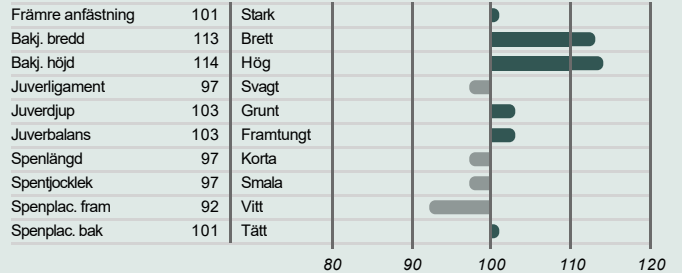 Främre anfästning 101 Stark
Bakj. bredd 113 Brett
Bakj. höjd 114 Hög
Juverligament 97 Svagt
Juverdjup 103 Grunt
Juverbalans 103 Framtungt
Spenlängd 97 Korta
Spentjocklek 97 Smala
Spenplac. fram 92 Vitt
Spenplac. bak 101 Tätt
80 90 100 110 120